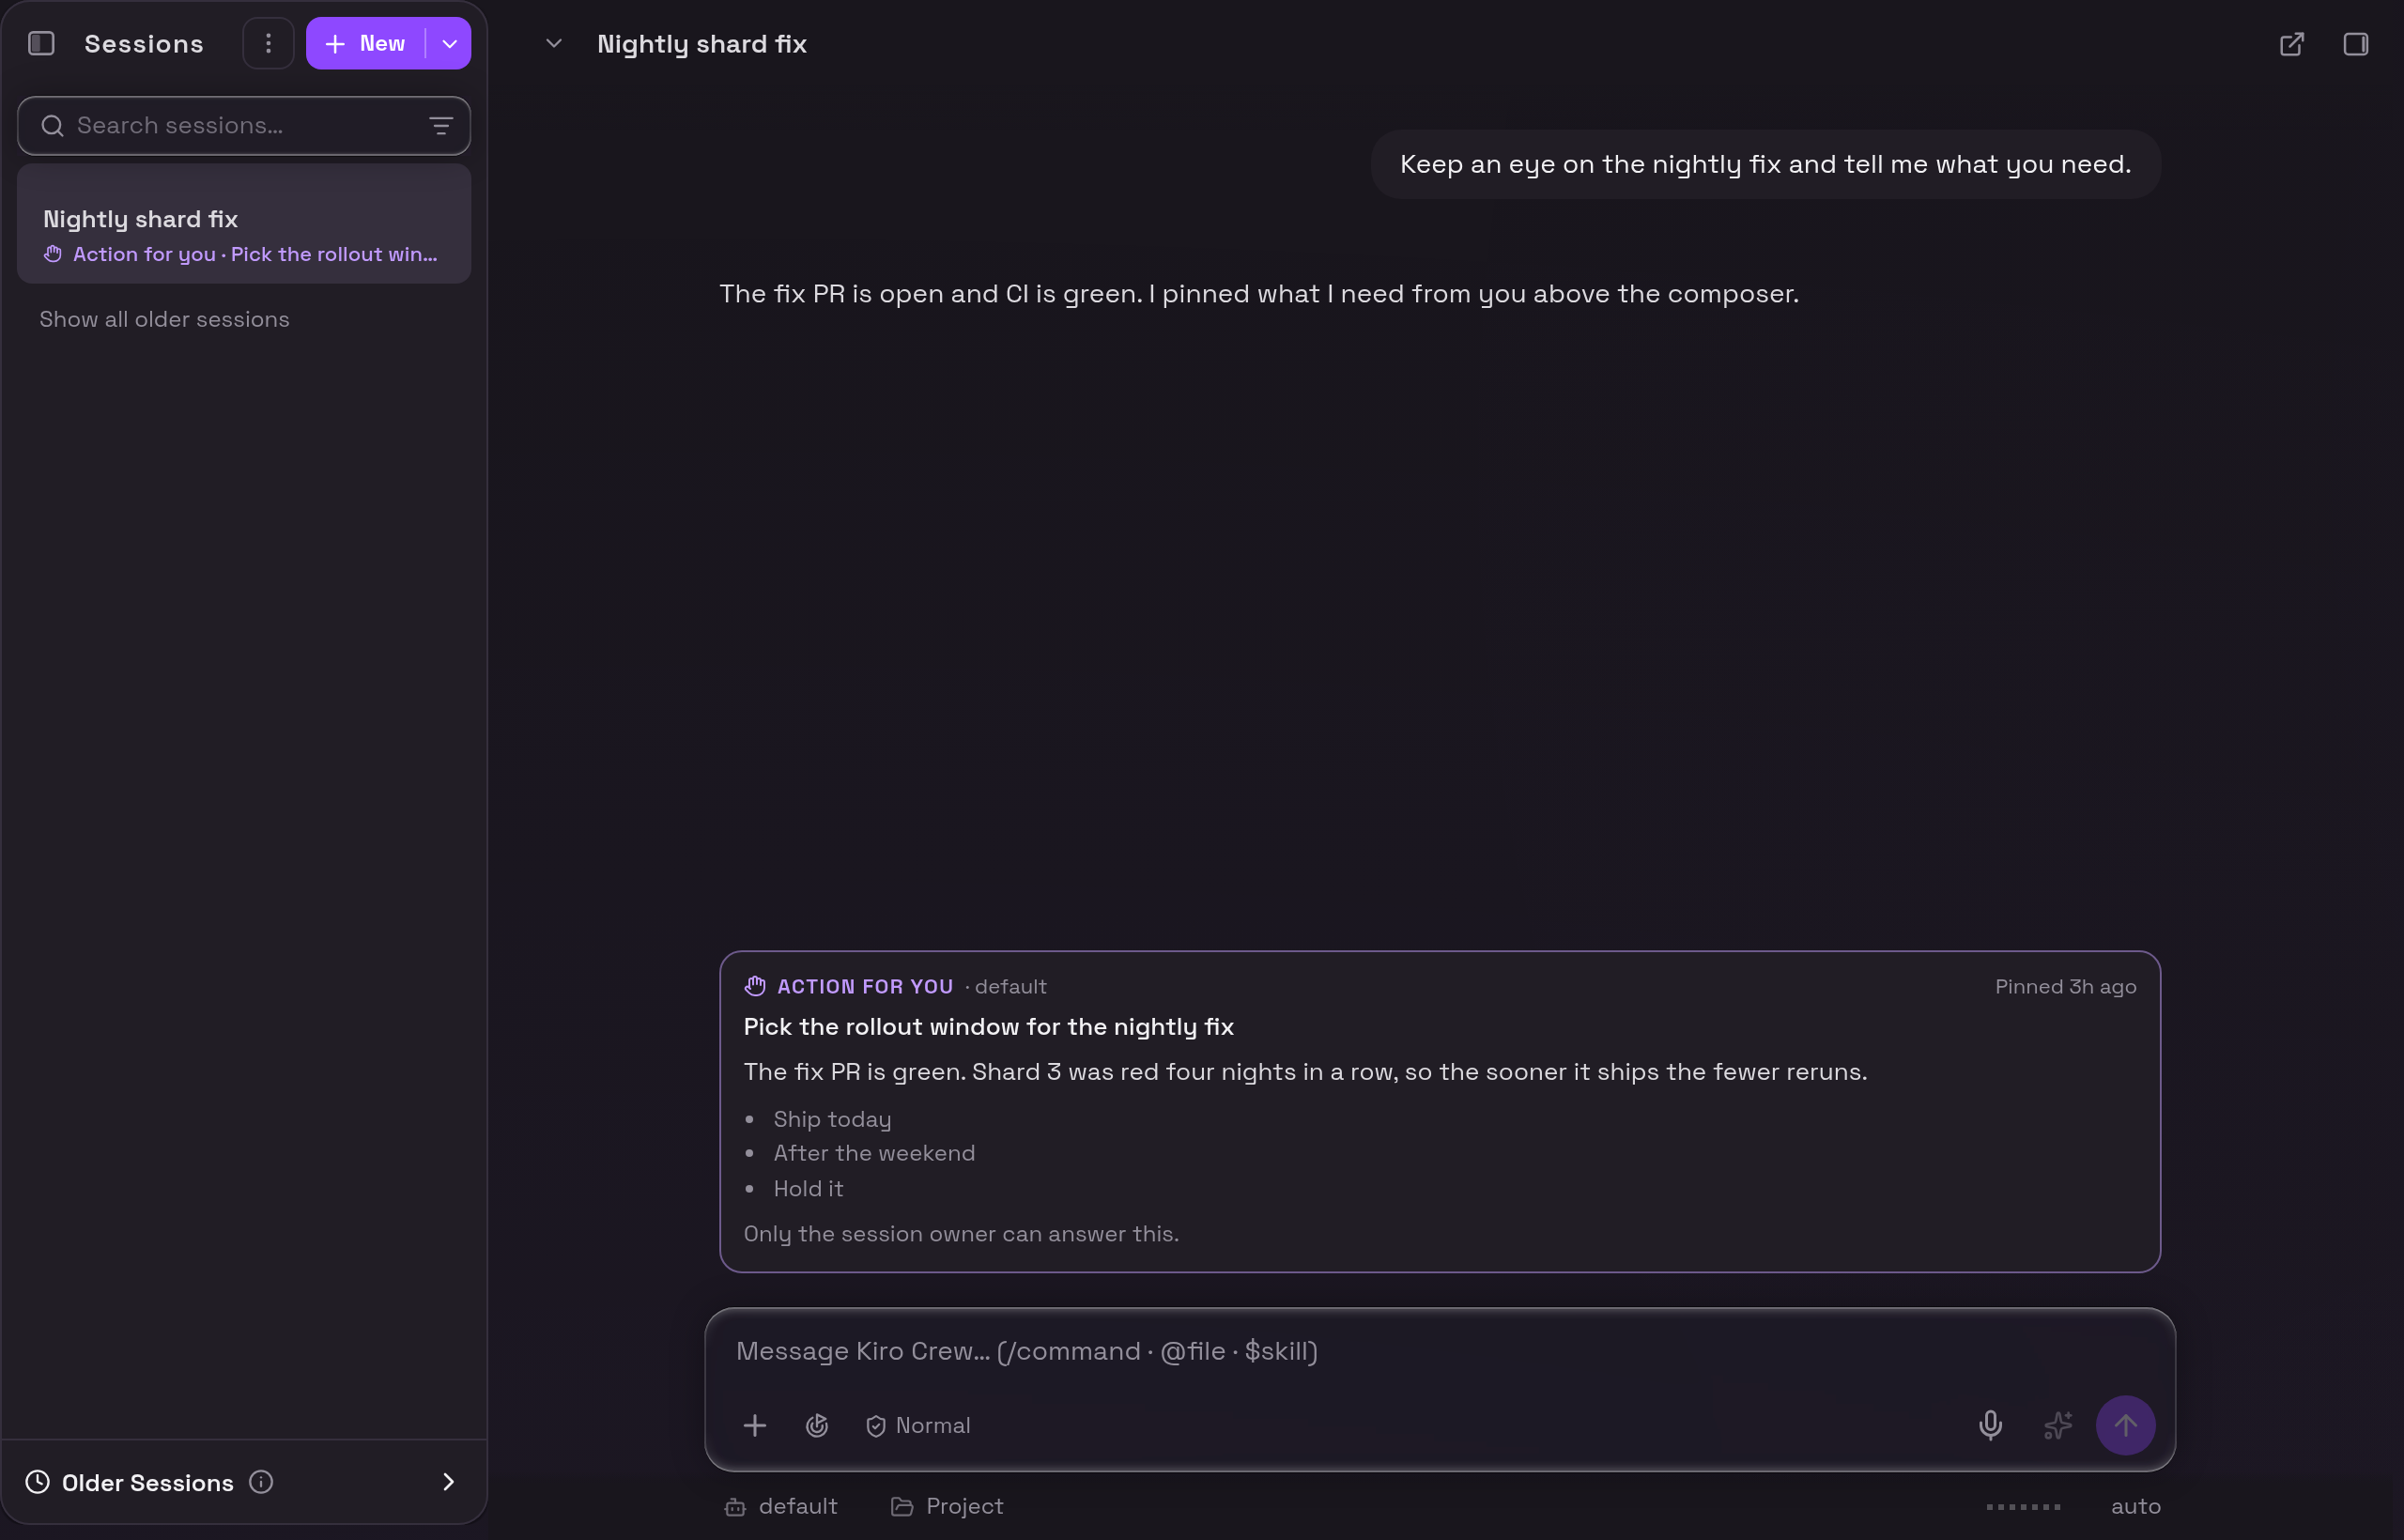 Sessions
New
Search sessions…
Nightly shard fix
Action for you · Pick the rollout win…
Show all older sessions
Older Sessions
Nightly shard fix
Keep an eye on the nightly fix and tell me what you need.
The fix PR is open and CI is green. I pinned what I need from you above the composer.
ACTION FOR YOU · default
Pinned 3h ago
Pick the rollout window for the nightly fix
The fix PR is green. Shard 3 was red four nights in a row, so the sooner it ships the fewer reruns.
• Ship today
• After the weekend
• Hold it
Only the session owner can answer this.
Message Kiro Crew… (/command · @file · $skill)
Normal
default
Project
auto